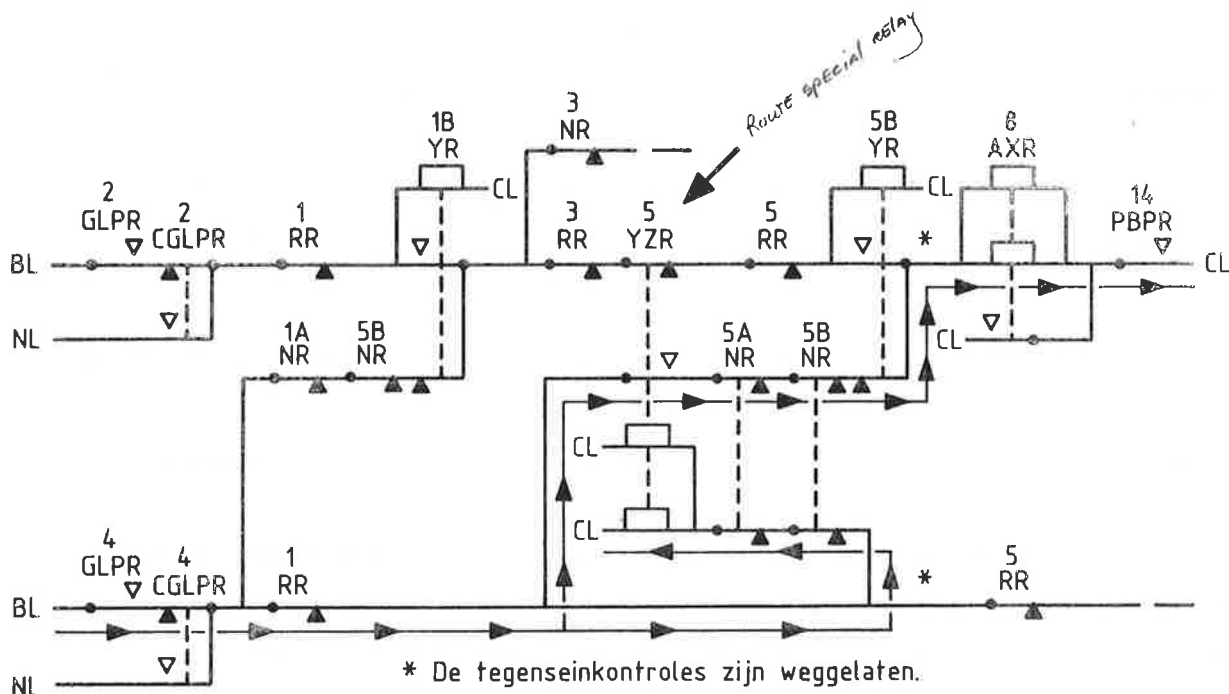 ROUTE SPECIAL RELAY
3
NR
1B
YR
5B
YR
8
AXR
CL
CL
2
GLPR
2
CGLPR
1
RR
3
RR
5
YZR
5
RR
*
14
PBPR
BL
CL
NL
1A
NR
5B
NR
5A
NR
5B
NR
CL
CL
CL
4
GLPR
4
CGLPR
1
RR
*
5
RR
BL
NL
* De tegenseinkontroles zijn weggelaten.